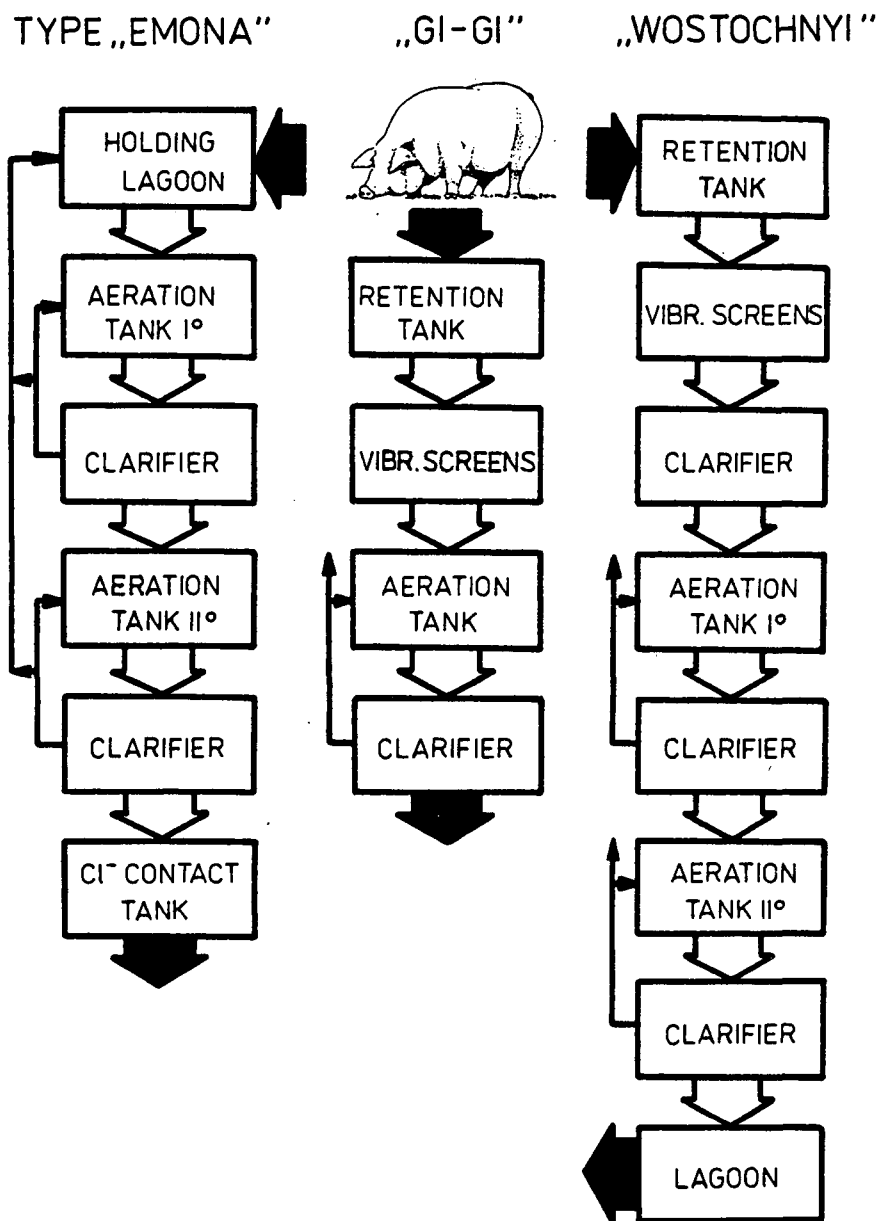 TYPE „EMONA" „GI-GI" „WOSTOCHNYI"
HOLDING
LAGOON
AERATION
TANK I°
CLARIFIER
AERATION
TANK II°
CLARIFIER
Cl⁻ CONTACT
TANK
RETENTION
TANK
VIBR. SCREENS
AERATION
TANK
CLARIFIER
RETENTION
TANK
VIBR. SCREENS
CLARIFIER
AERATION
TANK I°
CLARIFIER
AERATION
TANK II°
CLARIFIER
LAGOON